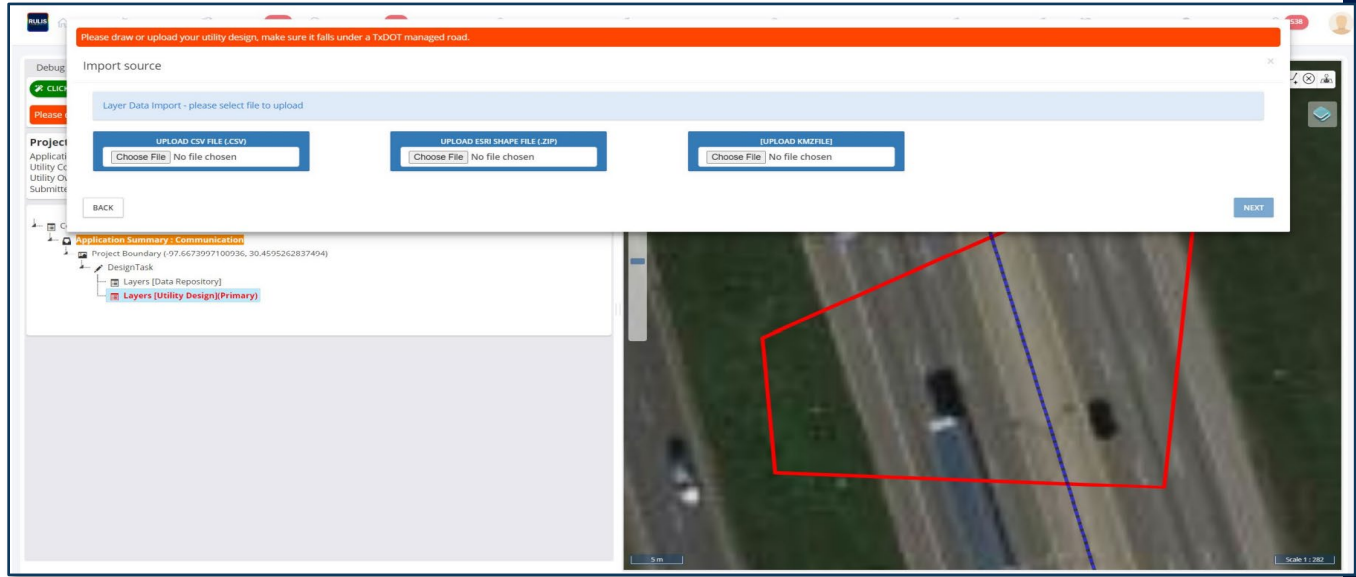 RULIS
538
Please draw or upload your utility design, make sure it falls under a TxDOT managed road.
Import source
×
Debug
CLIC
Layer Data Import - please select file to upload
Please
UPLOAD CSV FILE (.CSV)
UPLOAD ESRI SHAPE FILE (.ZIP)
[UPLOAD KMZFILE]
Choose File No file chosen
Choose File No file chosen
Choose File No file chosen
Project
Applicati
Utility Co
Utility Ow
Submitte
BACK
NEXT
Application Summary : Communication
Project Boundary (-97.6673997100936, 30.4595262837494)
DesignTask
Layers [Data Repository]
Layers [Utility Design](Primary)
5 m
Scale 1 : 282